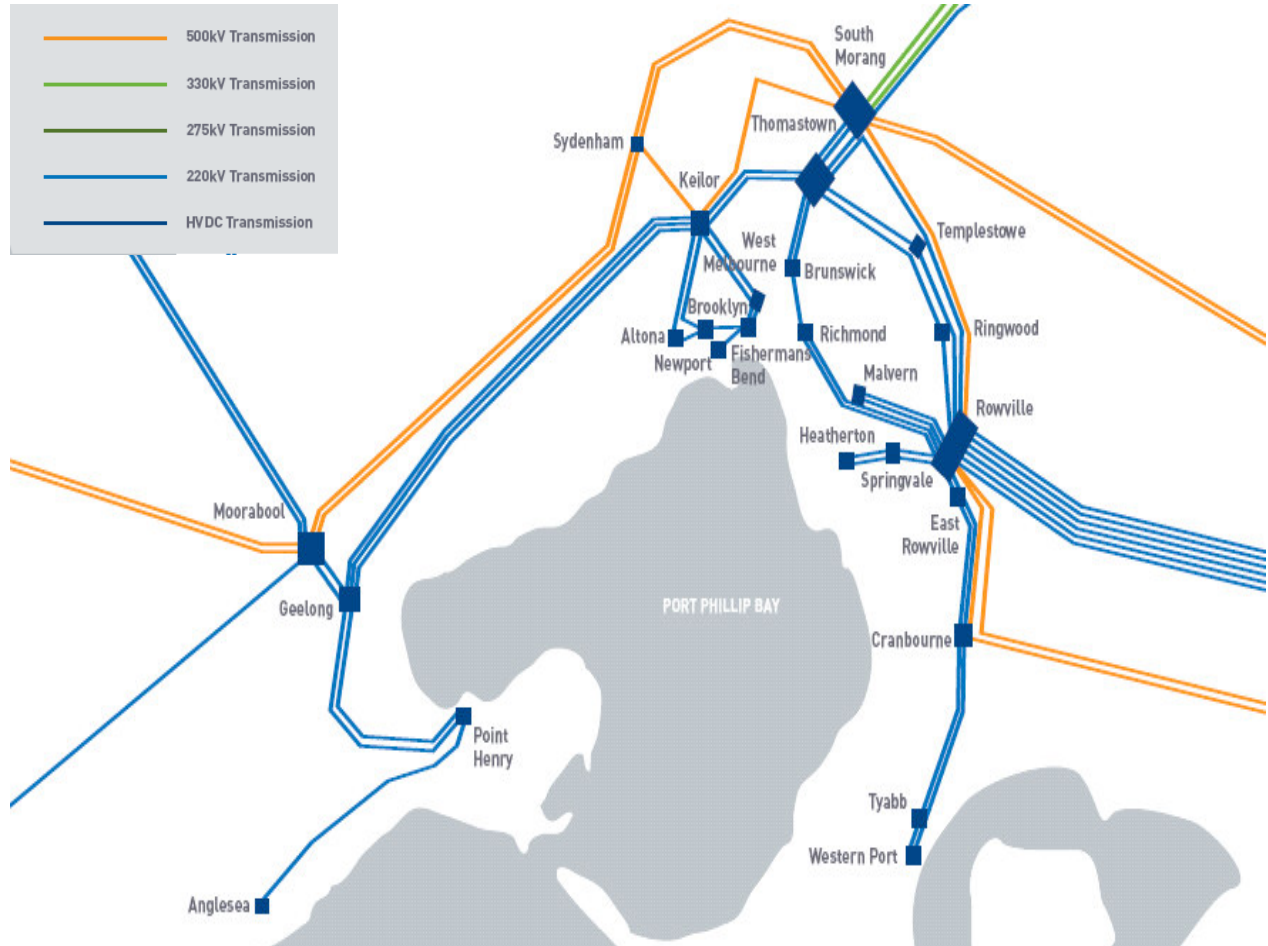 500kV Transmission
330kV Transmission
275kV Transmission
220kV Transmission
HVDC Transmission
South
Morang
Thomastown
Sydenham
Keilor
Templestowe
West
Melbourne
Brunswick
Brooklyn
Altona
Richmond
Ringwood
Newport
Fishermans
Bend
Malvern
Rowville
Heatherton
Springvale
Moorabool
East
Rowville
Geelong
PORT PHILLIP BAY
Cranbourne
Point
Henry
Tyabb
Western Port
Anglesea